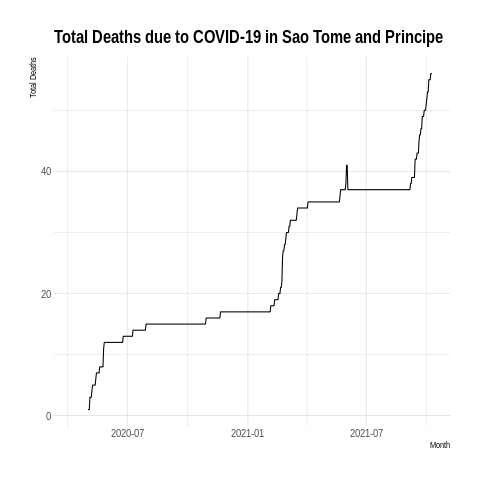 Total Deaths due to COVID-19 in Sao Tome and Principe
Total Deaths
40
20
0
2020-07
2021-01
2021-07
Month